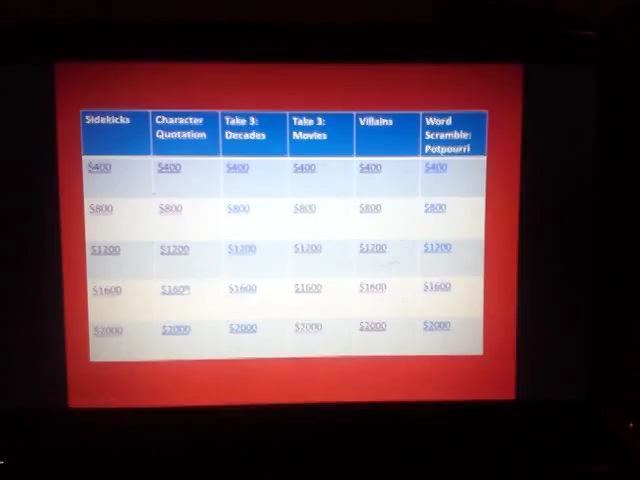 Sidekicks Character Quotation Take 3: Decades Take 3: Movies Villains Word Scramble: Potpourri
$400 $400 $400 $400 $400 $400
$800 $800 $800 $800 $800 $800
$1200 $1200 $1200 $1200 $1200 $1200
$1600 $1600 $1600 $1600 $1600 $1600
$2000 $2000 $2000 $2000 $2000 $2000